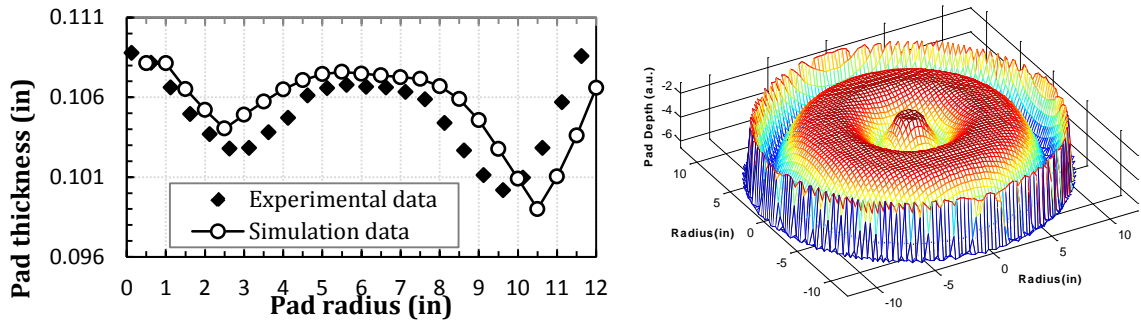 0.111
0.106
0.101
0.096
Pad thickness (in)
Experimental data
Simulation data
0 1 2 3 4 5 6 7 8 9 10 11 12
Pad radius (in)
-2
-4
-6
Pad Depth (a.u.)
10
5
0
-5
-10
Radius(in)
-10
-5
0
5
10
Radius(in)